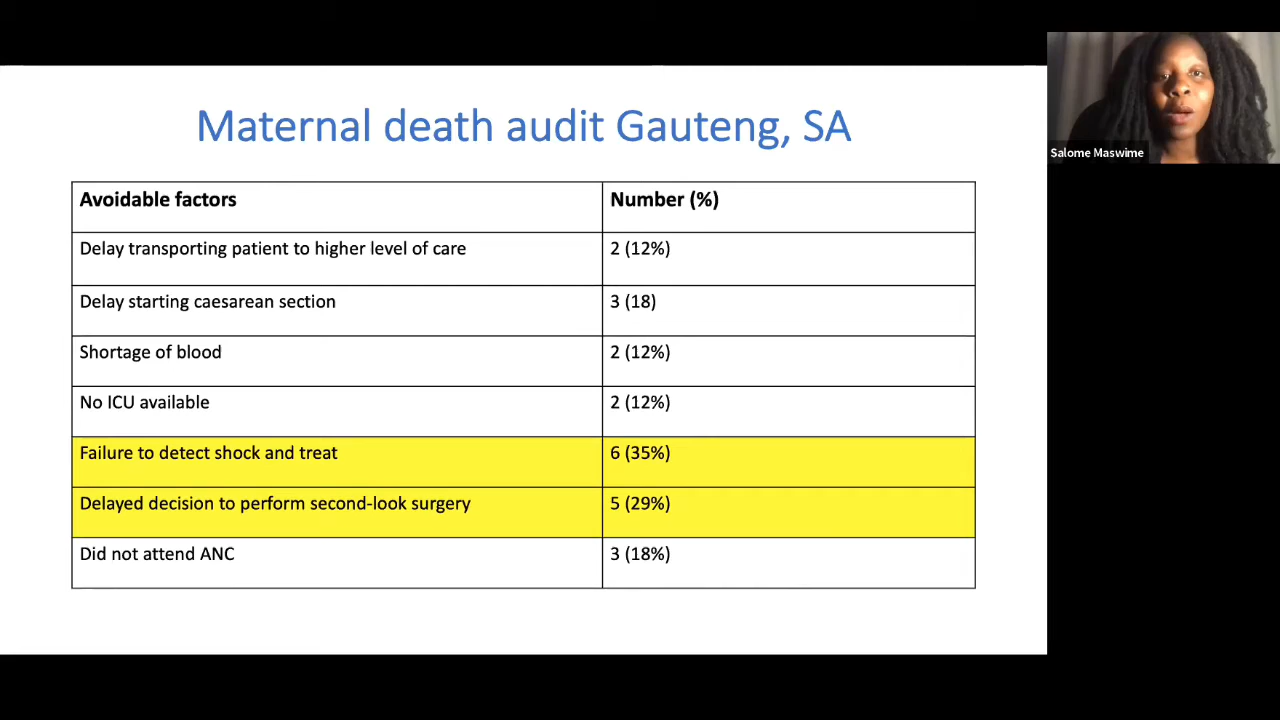 Maternal death audit Gauteng, SA
Salome Maswime
Avoidable factors Number (%)
Delay transporting patient to higher level of care 2 (12%)
Delay starting caesarean section 3 (18)
Shortage of blood 2 (12%)
No ICU available 2 (12%)
Failure to detect shock and treat 6 (35%)
Delayed decision to perform second-look surgery 5 (29%)
Did not attend ANC 3 (18%)